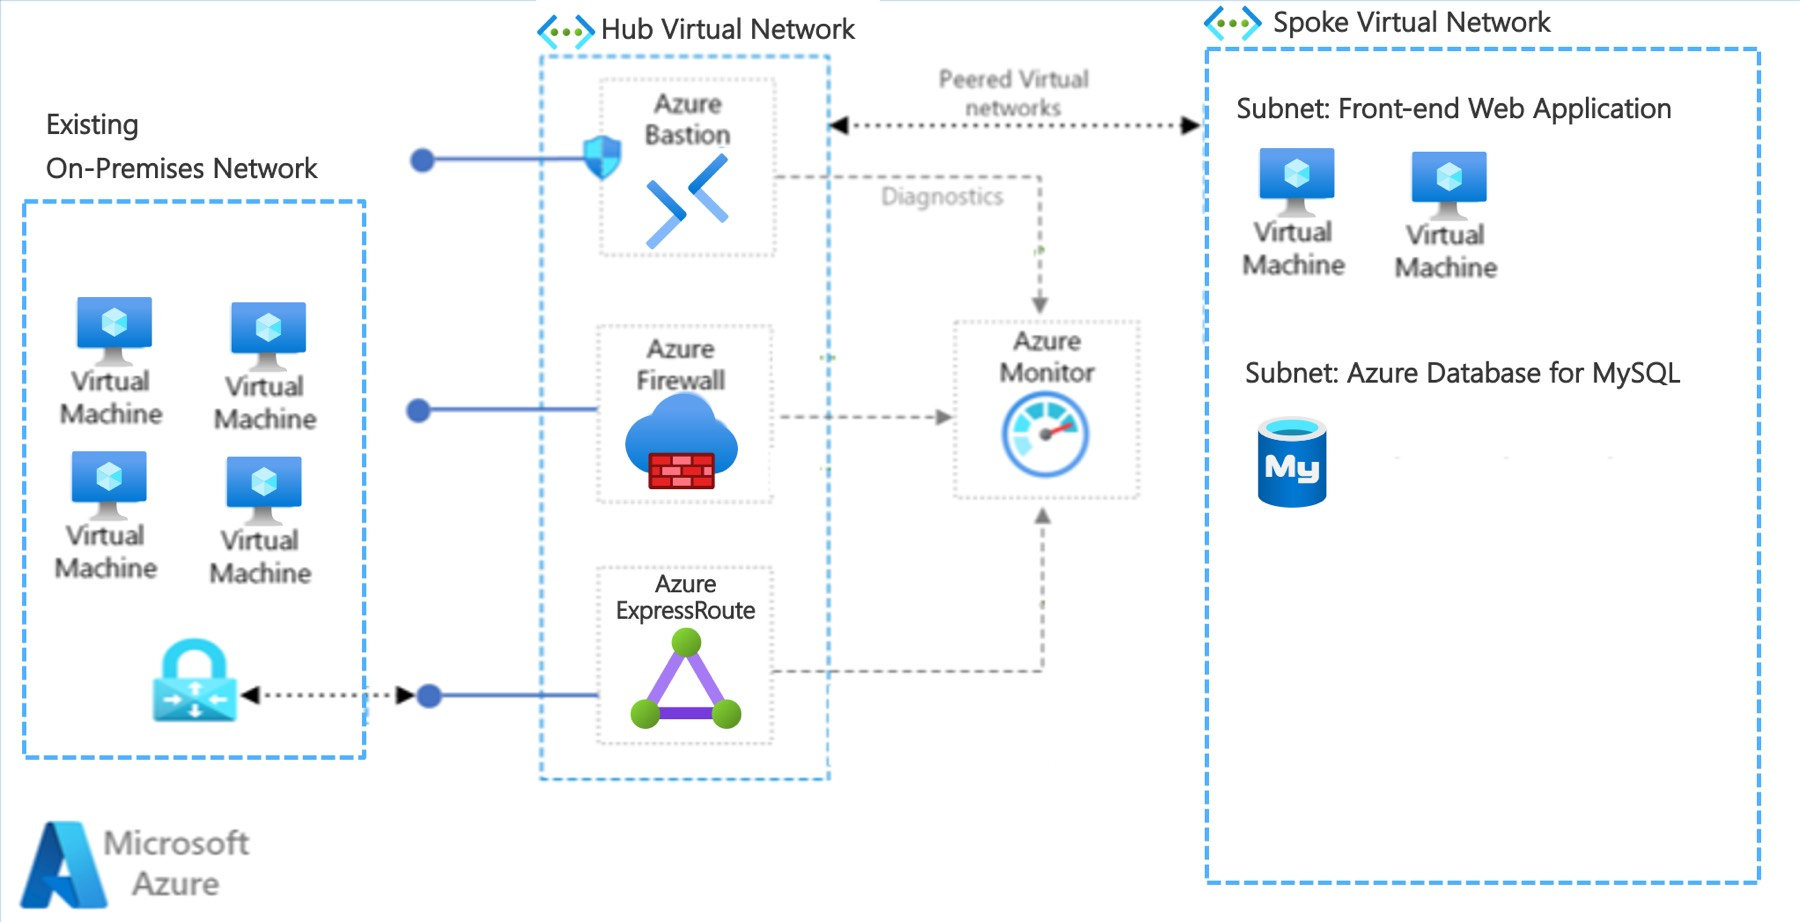 Hub Virtual Network
Spoke Virtual Network
Existing
On-Premises Network
Virtual
Machine
Virtual
Machine
Virtual
Machine
Virtual
Machine
Azure
Bastion
Azure
Firewall
Azure
ExpressRoute
Peered Virtual
networks
Diagnostics
Azure
Monitor
Subnet: Front-end Web Application
Virtual
Machine
Virtual
Machine
Subnet: Azure Database for MySQL
My
Microsoft
Azure